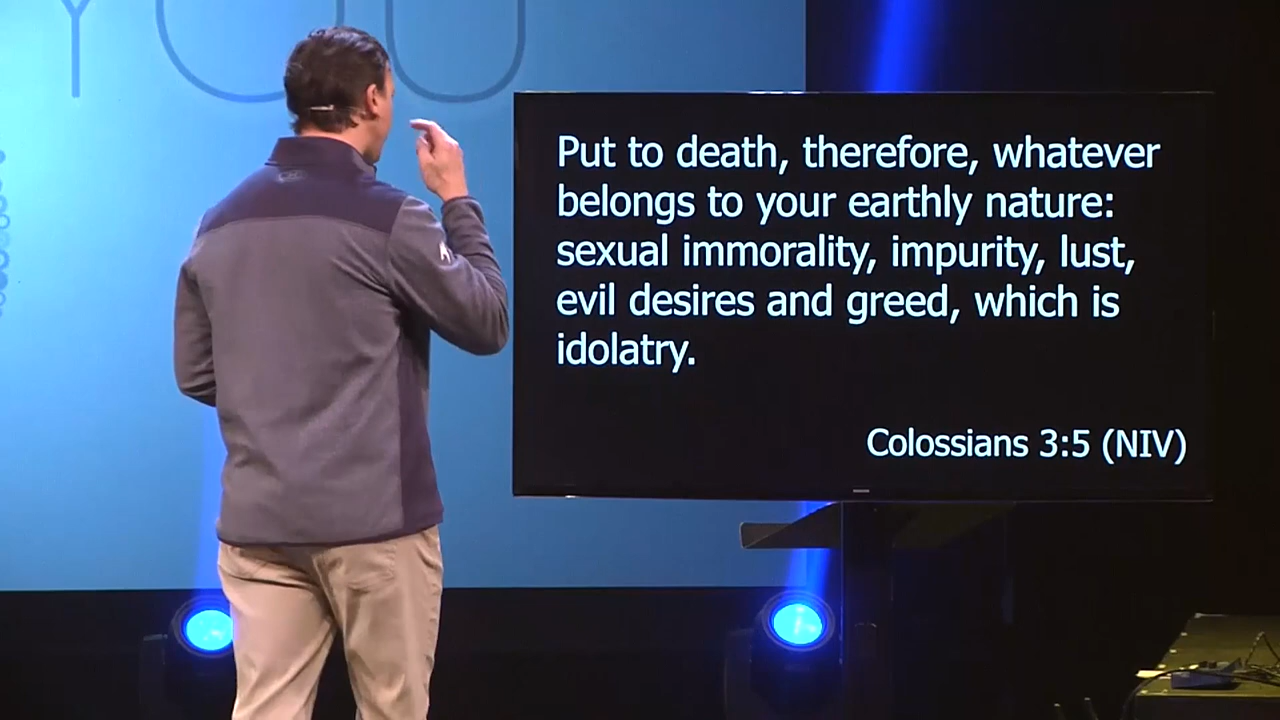 YOU
Put to death, therefore, whatever
belongs to your earthly nature:
sexual immorality, impurity, lust,
evil desires and greed, which is
idolatry.
Colossians 3:5 (NIV)